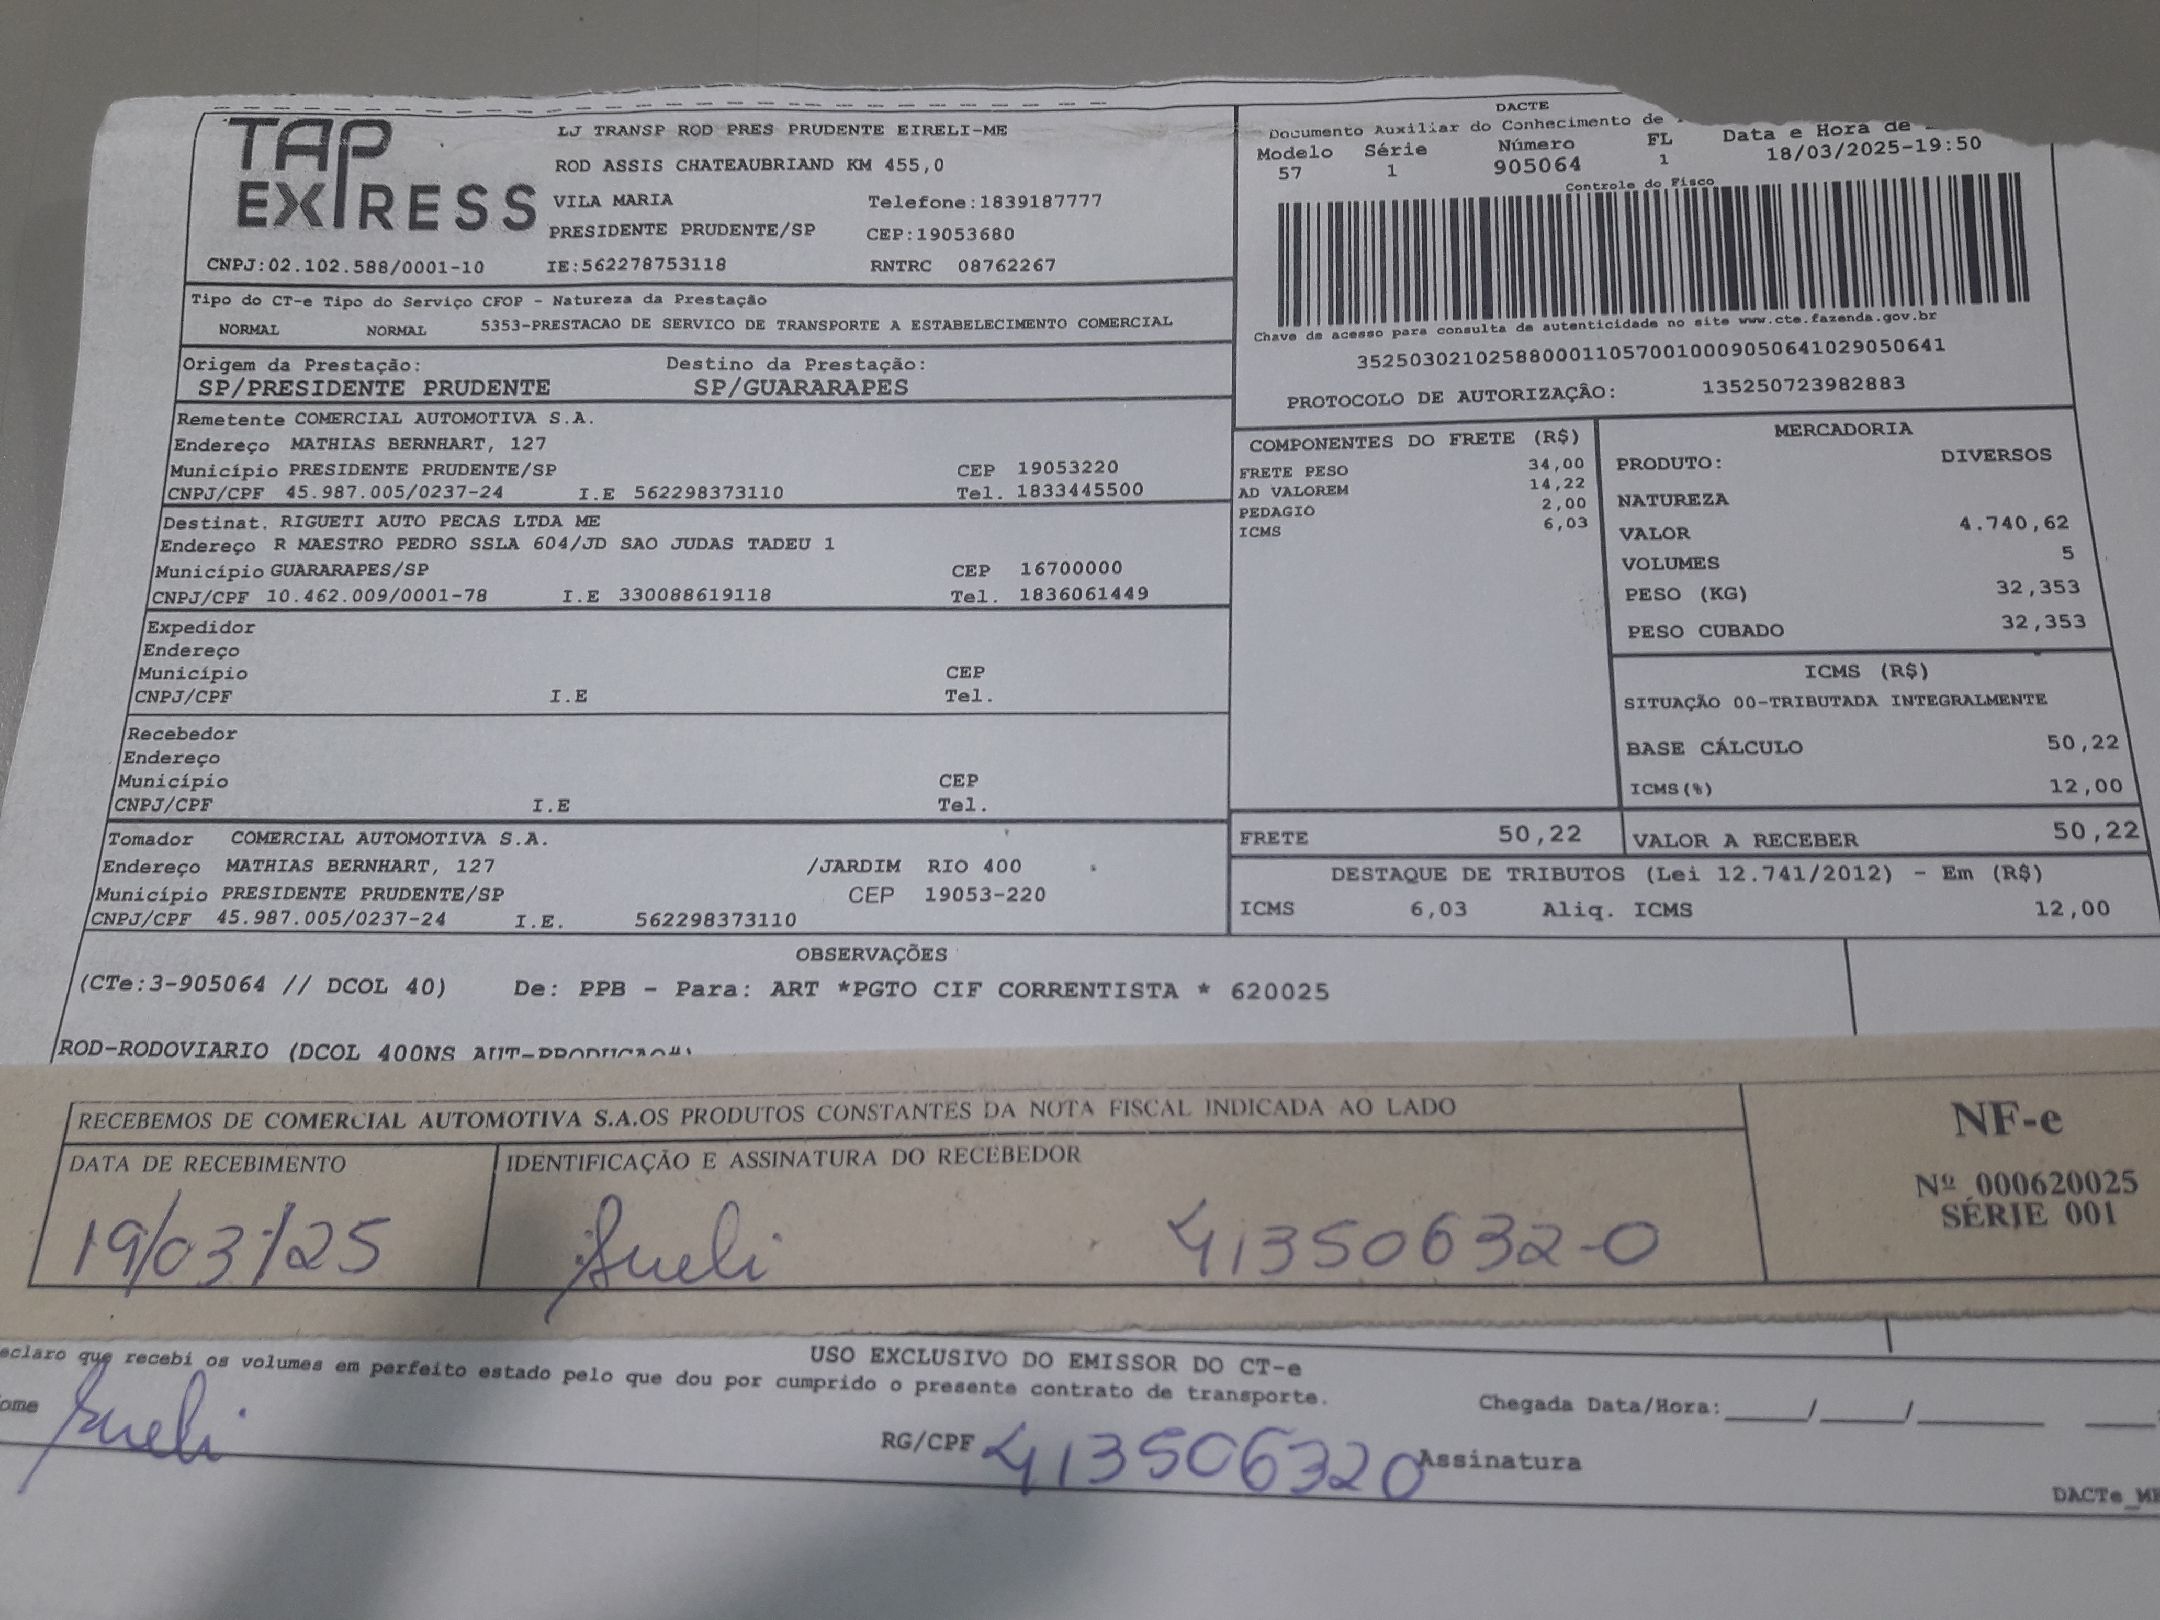 TAP EXPRESS
LJ TRANSP ROD PRES PRUDENTE EIRELI-ME
ROD ASSIS CHATEAUBRIAND KM 455,0
VILA MARIA Telefone:1839187777
PRESIDENTE PRUDENTE/SP CEP:19053680
CNPJ:02.102.588/0001-10 IE:562278753118 RNTRC 08762267
Tipo do CT-e Tipo do Serviço CFOP - Natureza da Prestação
NORMAL NORMAL 5353-PRESTACAO DE SERVICO DE TRANSPORTE A ESTABELECIMENTO COMERCIAL
Origem da Prestação: Destino da Prestação:
SP/PRESIDENTE PRUDENTE SP/GUARARAPES
Remetente COMERCIAL AUTOMOTIVA S.A.
Endereço MATHIAS BERNHART, 127
Município PRESIDENTE PRUDENTE/SP CEP 19053220
CNPJ/CPF 45.987.005/0237-24 I.E 562298373110 Tel. 1833445500
Destinat. RIGUETI AUTO PECAS LTDA ME
Endereço R MAESTRO PEDRO SSLA 604/JD SAO JUDAS TADEU 1
Município GUARARAPES/SP CEP 16700000
CNPJ/CPF 10.462.009/0001-78 I.E 330088619118 Tel. 1836061449
Expedidor
Endereço
Município CEP
CNPJ/CPF I.E Tel.
Recebedor
Endereço
Município CEP
CNPJ/CPF I.E Tel.
Tomador COMERCIAL AUTOMOTIVA S.A.
Endereço MATHIAS BERNHART, 127 /JARDIM RIO 400
Município PRESIDENTE PRUDENTE/SP CEP 19053-220
CNPJ/CPF 45.987.005/0237-24 I.E. 562298373110
DACTE
Documento Auxiliar do Conhecimento de
Modelo Série Número FL Data e Hora de
57 1 905064 1 18/03/2025-19:50
Controle do Fisco
Chave de acesso para consulta de autenticidade no site www.cte.fazenda.gov.br
35250302102588000110570010009050641029050641
PROTOCOLO DE AUTORIZAÇÃO: 135250723982883
COMPONENTES DO FRETE (R$)
FRETE PESO 34,00
AD VALOREM 14,22
PEDAGIO 2,00
ICMS 6,03
MERCADORIA
PRODUTO: DIVERSOS
NATUREZA
VALOR 4.740,62
VOLUMES 5
PESO (KG) 32,353
PESO CUBADO 32,353
ICMS (R$)
SITUAÇÃO 00-TRIBUTADA INTEGRALMENTE
BASE CÁLCULO 50,22
ICMS(%) 12,00
FRETE 50,22 VALOR A RECEBER 50,22
DESTAQUE DE TRIBUTOS (Lei 12.741/2012) - Em (R$)
ICMS 6,03 Aliq. ICMS 12,00
OBSERVAÇÕES
(CTe:3-905064 // DCOL 40) De: PPB - Para: ART *PGTO CIF CORRENTISTA * 620025
ROD-RODOVIARIO (DCOL 400NS AUT-PRODUCAO#)
RECEBEMOS DE COMERCIAL AUTOMOTIVA S.A.OS PRODUTOS CONSTANTES DA NOTA FISCAL INDICADA AO LADO
DATA DE RECEBIMENTO IDENTIFICAÇÃO E ASSINATURA DO RECEBEDOR
19/03/25 Sueli 41350632-0
NF-e
Nº 000620025
SÉRIE 001
USO EXCLUSIVO DO EMISSOR DO CT-e
eclaro que recebi os volumes em perfeito estado pelo que dou por cumprido o presente contrato de transporte.
ome Sueli RG/CPF 413506320 Assinatura
Chegada Data/Hora:_____/_____/_______ ____
DACTe_ME